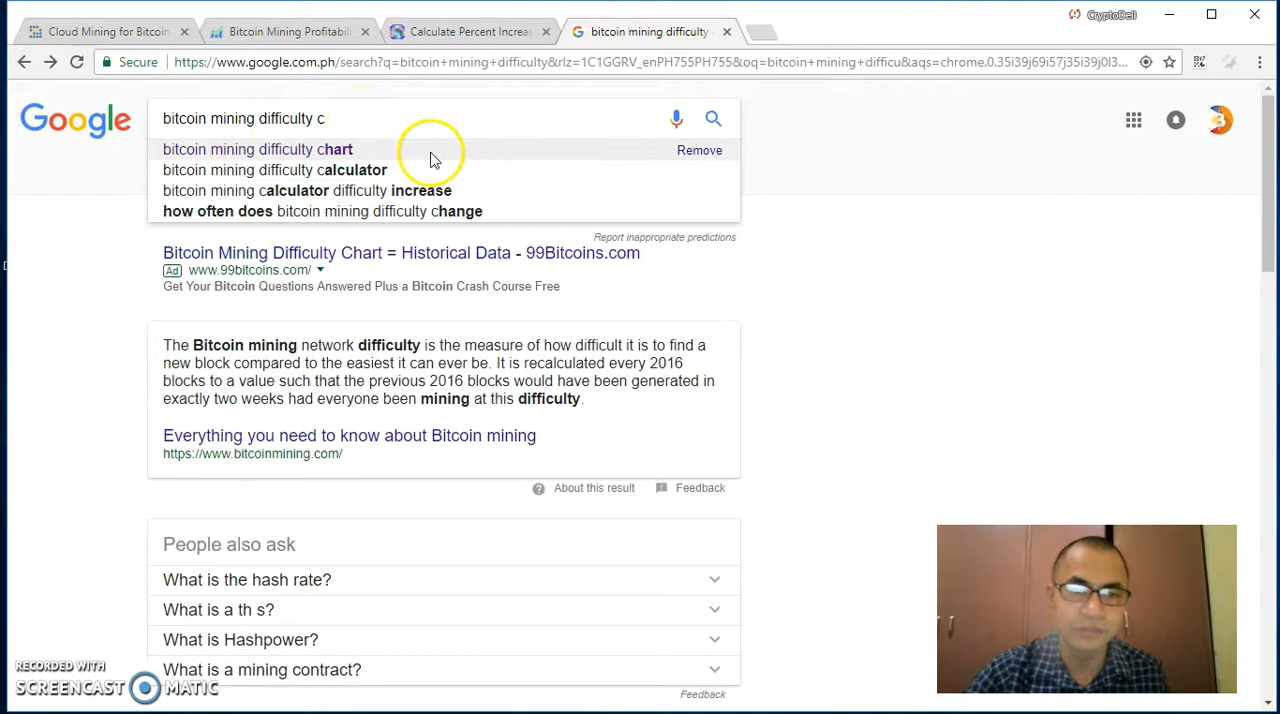 Cloud Mining for Bitcoin
Bitcoin Mining Profitabili
Calculate Percent Increas
bitcoin mining difficulty -
CryptoDell
Secure
https://www.google.com.ph/search?q=bitcoin+mining+difficulty&rlz=1C1GGRV_enPH755PH755&oq=bitcoin+mining+difficu&aqs=chrome.0.35i39j69i57j35i39j0l3...
Google
bitcoin mining difficulty c
bitcoin mining difficulty chart
Remove
bitcoin mining difficulty calculator
bitcoin mining calculator difficulty increase
how often does bitcoin mining difficulty change
Report inappropriate predictions
Bitcoin Mining Difficulty Chart = Historical Data - 99Bitcoins.com
Ad www.99bitcoins.com/
Get Your Bitcoin Questions Answered Plus a Bitcoin Crash Course Free
The Bitcoin mining network difficulty is the measure of how difficult it is to find a
new block compared to the easiest it can ever be. It is recalculated every 2016
blocks to a value such that the previous 2016 blocks would have been generated in
exactly two weeks had everyone been mining at this difficulty.
Everything you need to know about Bitcoin mining
https://www.bitcoinmining.com/
About this result
Feedback
People also ask
What is the hash rate?
What is a th s?
What is Hashpower?
What is a mining contract?
Feedback
RECORDED WITH
SCREENCAST MATIC